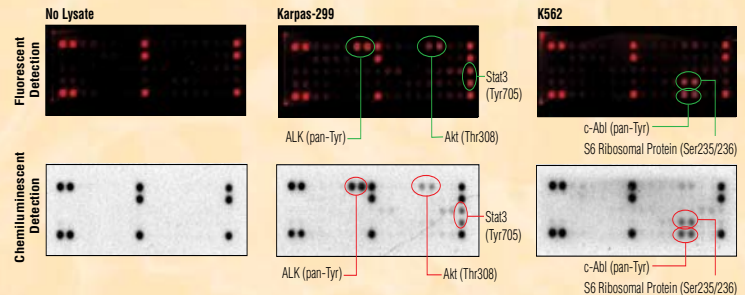 No Lysate
Karpas-299
K562
Fluorescent
Detection
Stat3
(Tyr705)
ALK (pan-Tyr)
Akt (Thr308)
c-Abl (pan-Tyr)
S6 Ribosomal Protein (Ser235/236)
Chemiluminescent
Detection
Stat3
(Tyr705)
ALK (pan-Tyr)
Akt (Thr308)
c-Abl (pan-Tyr)
S6 Ribosomal Protein (Ser235/236)